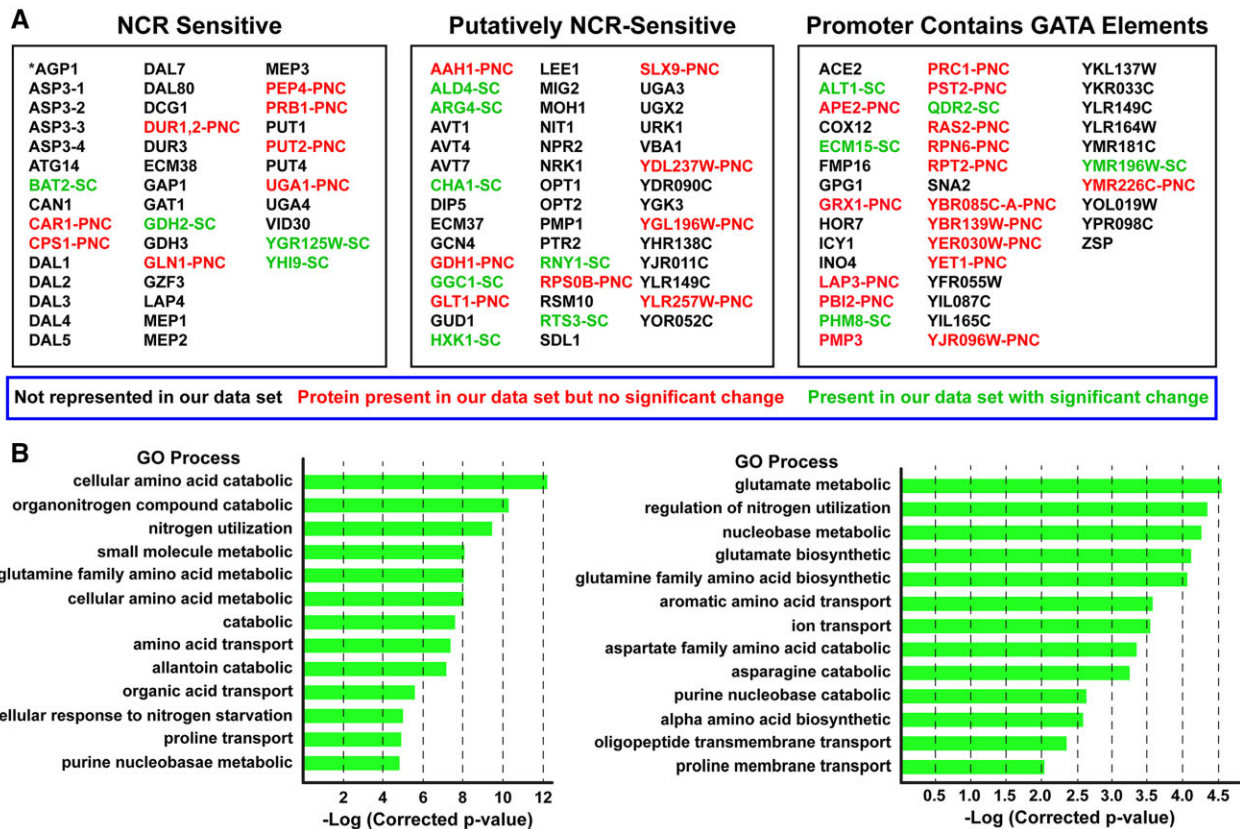 A
NCR Sensitive
*AGP1
ASP3-1
ASP3-2
ASP3-3
ASP3-4
ATG14
BAT2-SC
CAN1
CAR1-PNC
CPS1-PNC
DAL1
DAL2
DAL3
DAL4
DAL5
DAL7
DAL80
DCG1
DUR1,2-PNC
DUR3
ECM38
GAP1
GAT1
GDH2-SC
GDH3
GLN1-PNC
GZF3
LAP4
MEP1
MEP2
MEP3
PEP4-PNC
PRB1-PNC
PUT1
PUT2-PNC
PUT4
UGA1-PNC
UGA4
VID30
YGR125W-SC
YHI9-SC
Putatively NCR-Sensitive
AAH1-PNC
ALD4-SC
ARG4-SC
AVT1
AVT4
AVT7
CHA1-SC
DIP5
ECM37
GCN4
GDH1-PNC
GGC1-SC
GLT1-PNC
GUD1
HXK1-SC
LEE1
MIG2
MOH1
NIT1
NPR2
NRK1
OPT1
OPT2
PMP1
PTR2
RNY1-SC
RPS0B-PNC
RSM10
RTS3-SC
SDL1
SLX9-PNC
UGA3
UGX2
URK1
VBA1
YDL237W-PNC
YDR090C
YGK3
YGL196W-PNC
YHR138C
YJR011C
YLR149C
YLR257W-PNC
YOR052C
Promoter Contains GATA Elements
ACE2
ALT1-SC
APE2-PNC
COX12
ECM15-SC
FMP16
GPG1
GRX1-PNC
HOR7
ICY1
INO4
LAP3-PNC
PBI2-PNC
PHM8-SC
PMP3
PRC1-PNC
PST2-PNC
QDR2-SC
RAS2-PNC
RPN6-PNC
RPT2-PNC
SNA2
YBR085C-A-PNC
YBR139W-PNC
YER030W-PNC
YET1-PNC
YFR055W
YIL087C
YIL165C
YJR096W-PNC
YKL137W
YKR033C
YLR149C
YLR164W
YMR181C
YMR196W-SC
YMR226C-PNC
YOL019W
YPR098C
ZSP
Not represented in our data set Protein present in our data set but no significant change Present in our data set with significant change
B
GO Process
cellular amino acid catabolic
organonitrogen compound catabolic
nitrogen utilization
small molecule metabolic
glutamine family amino acid metabolic
cellular amino acid metabolic
catabolic
amino acid transport
allantoin catabolic
organic acid transport
ellular response to nitrogen starvation
proline transport
purine nucleobasae metabolic
2 4 6 8 10 12
-Log (Corrected p-value)
GO Process
glutamate metabolic
regulation of nitrogen utilization
nucleobase metabolic
glutamate biosynthetic
glutamine family amino acid biosynthetic
aromatic amino acid transport
ion transport
aspartate family amino acid catabolic
asparagine catabolic
purine nucleobase catabolic
alpha amino acid biosynthetic
oligopeptide transmembrane transport
proline membrane transport
0.5 1.0 1.5 2.0 2.5 3.0 3.5 4.0 4.5
-Log (Corrected p-value)